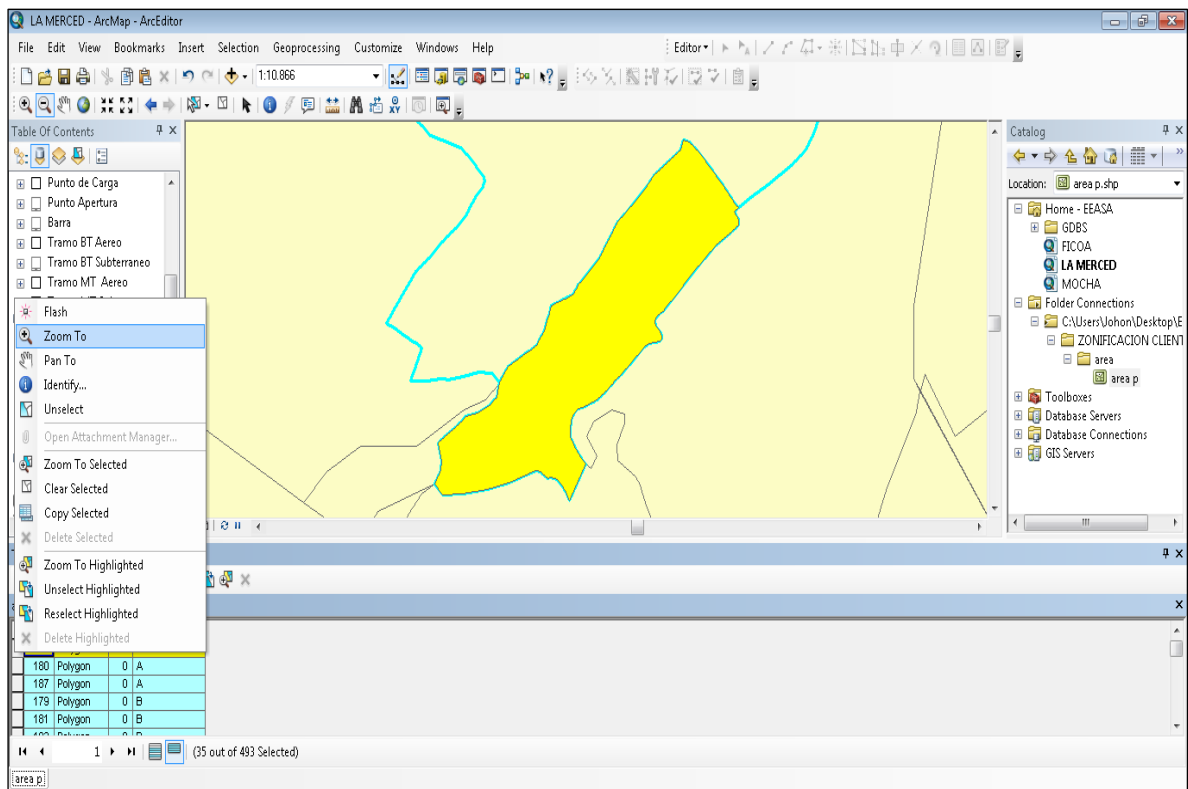 LA MERCED - ArcMap - ArcEditor
File Edit View Bookmarks Insert Selection Geoprocessing Customize Windows Help
Editor
1:10.866
Table Of Contents
Punto de Carga
Punto Apertura
Barra
Tramo BT Aereo
Tramo BT Subterraneo
Tramo MT Aereo
Flash
Zoom To
Pan To
Identify...
Unselect
Open Attachment Manager...
Zoom To Selected
Clear Selected
Copy Selected
Delete Selected
Zoom To Highlighted
Unselect Highlighted
Reselect Highlighted
Delete Highlighted
Catalog
Location: area p.shp
Home - EEASA
GDBS
FICOA
LA MERCED
MOCHA
Folder Connections
C:\Users\Johon\Desktop\E
ZONIFICACION CLIENT
area
area p
Toolboxes
Database Servers
Database Connections
GIS Servers
180 Polygon 0 A
187 Polygon 0 A
179 Polygon 0 B
181 Polygon 0 B
1 (35 out of 493 Selected)
area p